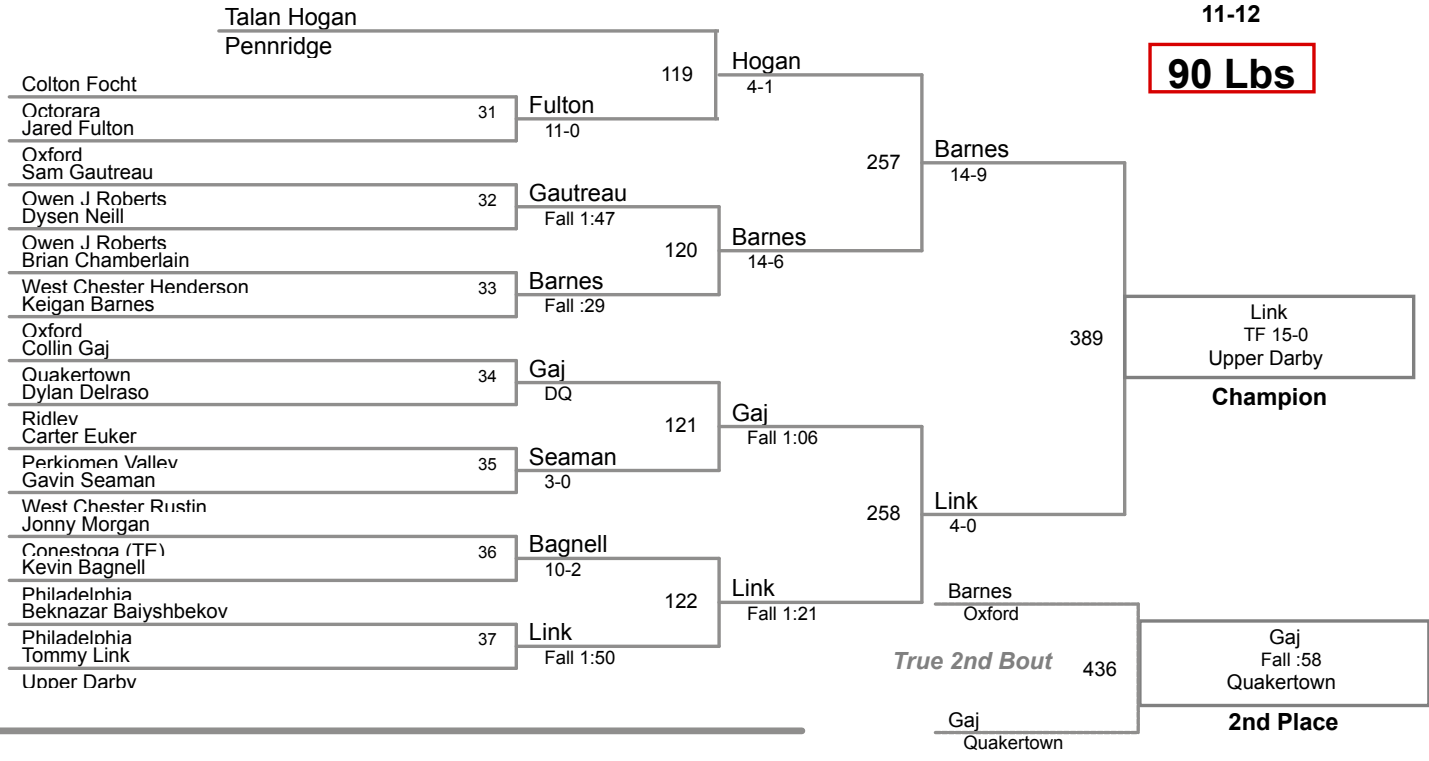 Talan Hogan
Pennridge
11-12
90 Lbs
Colton Focht
Octorara
Jared Fulton
Oxford
Sam Gautreau
Owen J Roberts
Dysen Neill
Owen J Roberts
Brian Chamberlain
West Chester Henderson
Keigan Barnes
Oxford
Collin Gaj
Quakertown
Dylan Delraso
Ridley
Carter Euker
Perkiomen Valley
Gavin Seaman
West Chester Rustin
Jonny Morgan
Conestoga (TE)
Kevin Bagnell
Philadelphia
Beknazar Baiyshbekov
Philadelphia
Tommy Link
Upper Darby
31
32
33
34
35
36
37
Fulton
11-0
Gautreau
Fall 1:47
Barnes
Fall :29
Gaj
DQ
Seaman
3-0
Bagnell
10-2
Link
Fall 1:50
119
120
121
122
Hogan
4-1
Barnes
14-6
Gaj
Fall 1:06
Link
Fall 1:21
257
258
Barnes
14-9
Link
4-0
389
Link
TF 15-0
Upper Darby
Champion
Barnes
Oxford
True 2nd Bout
436
Gaj
Quakertown
Gaj
Fall :58
Quakertown
2nd Place